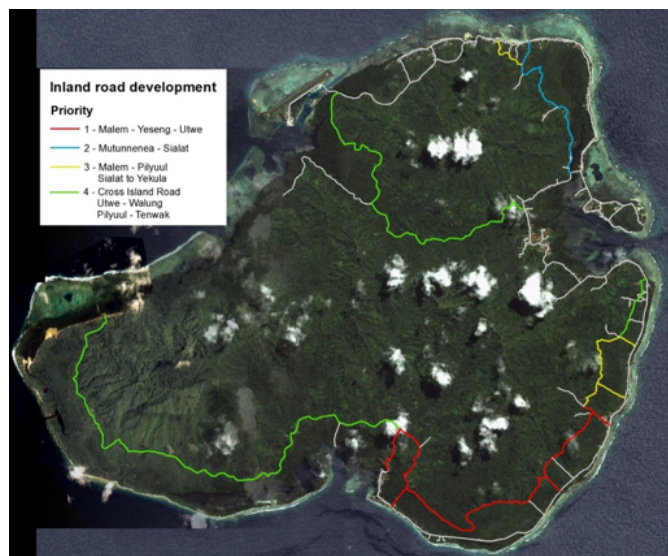 Inland road development
Priority
1 - Malem - Yeseng - Utwe
2 - Mutunnenea - Sialat
3 - Malem - Pilyuul
Sialat to Yekula
4 - Cross Island Road
Utwe - Walung
Pilyuul - Tenwak